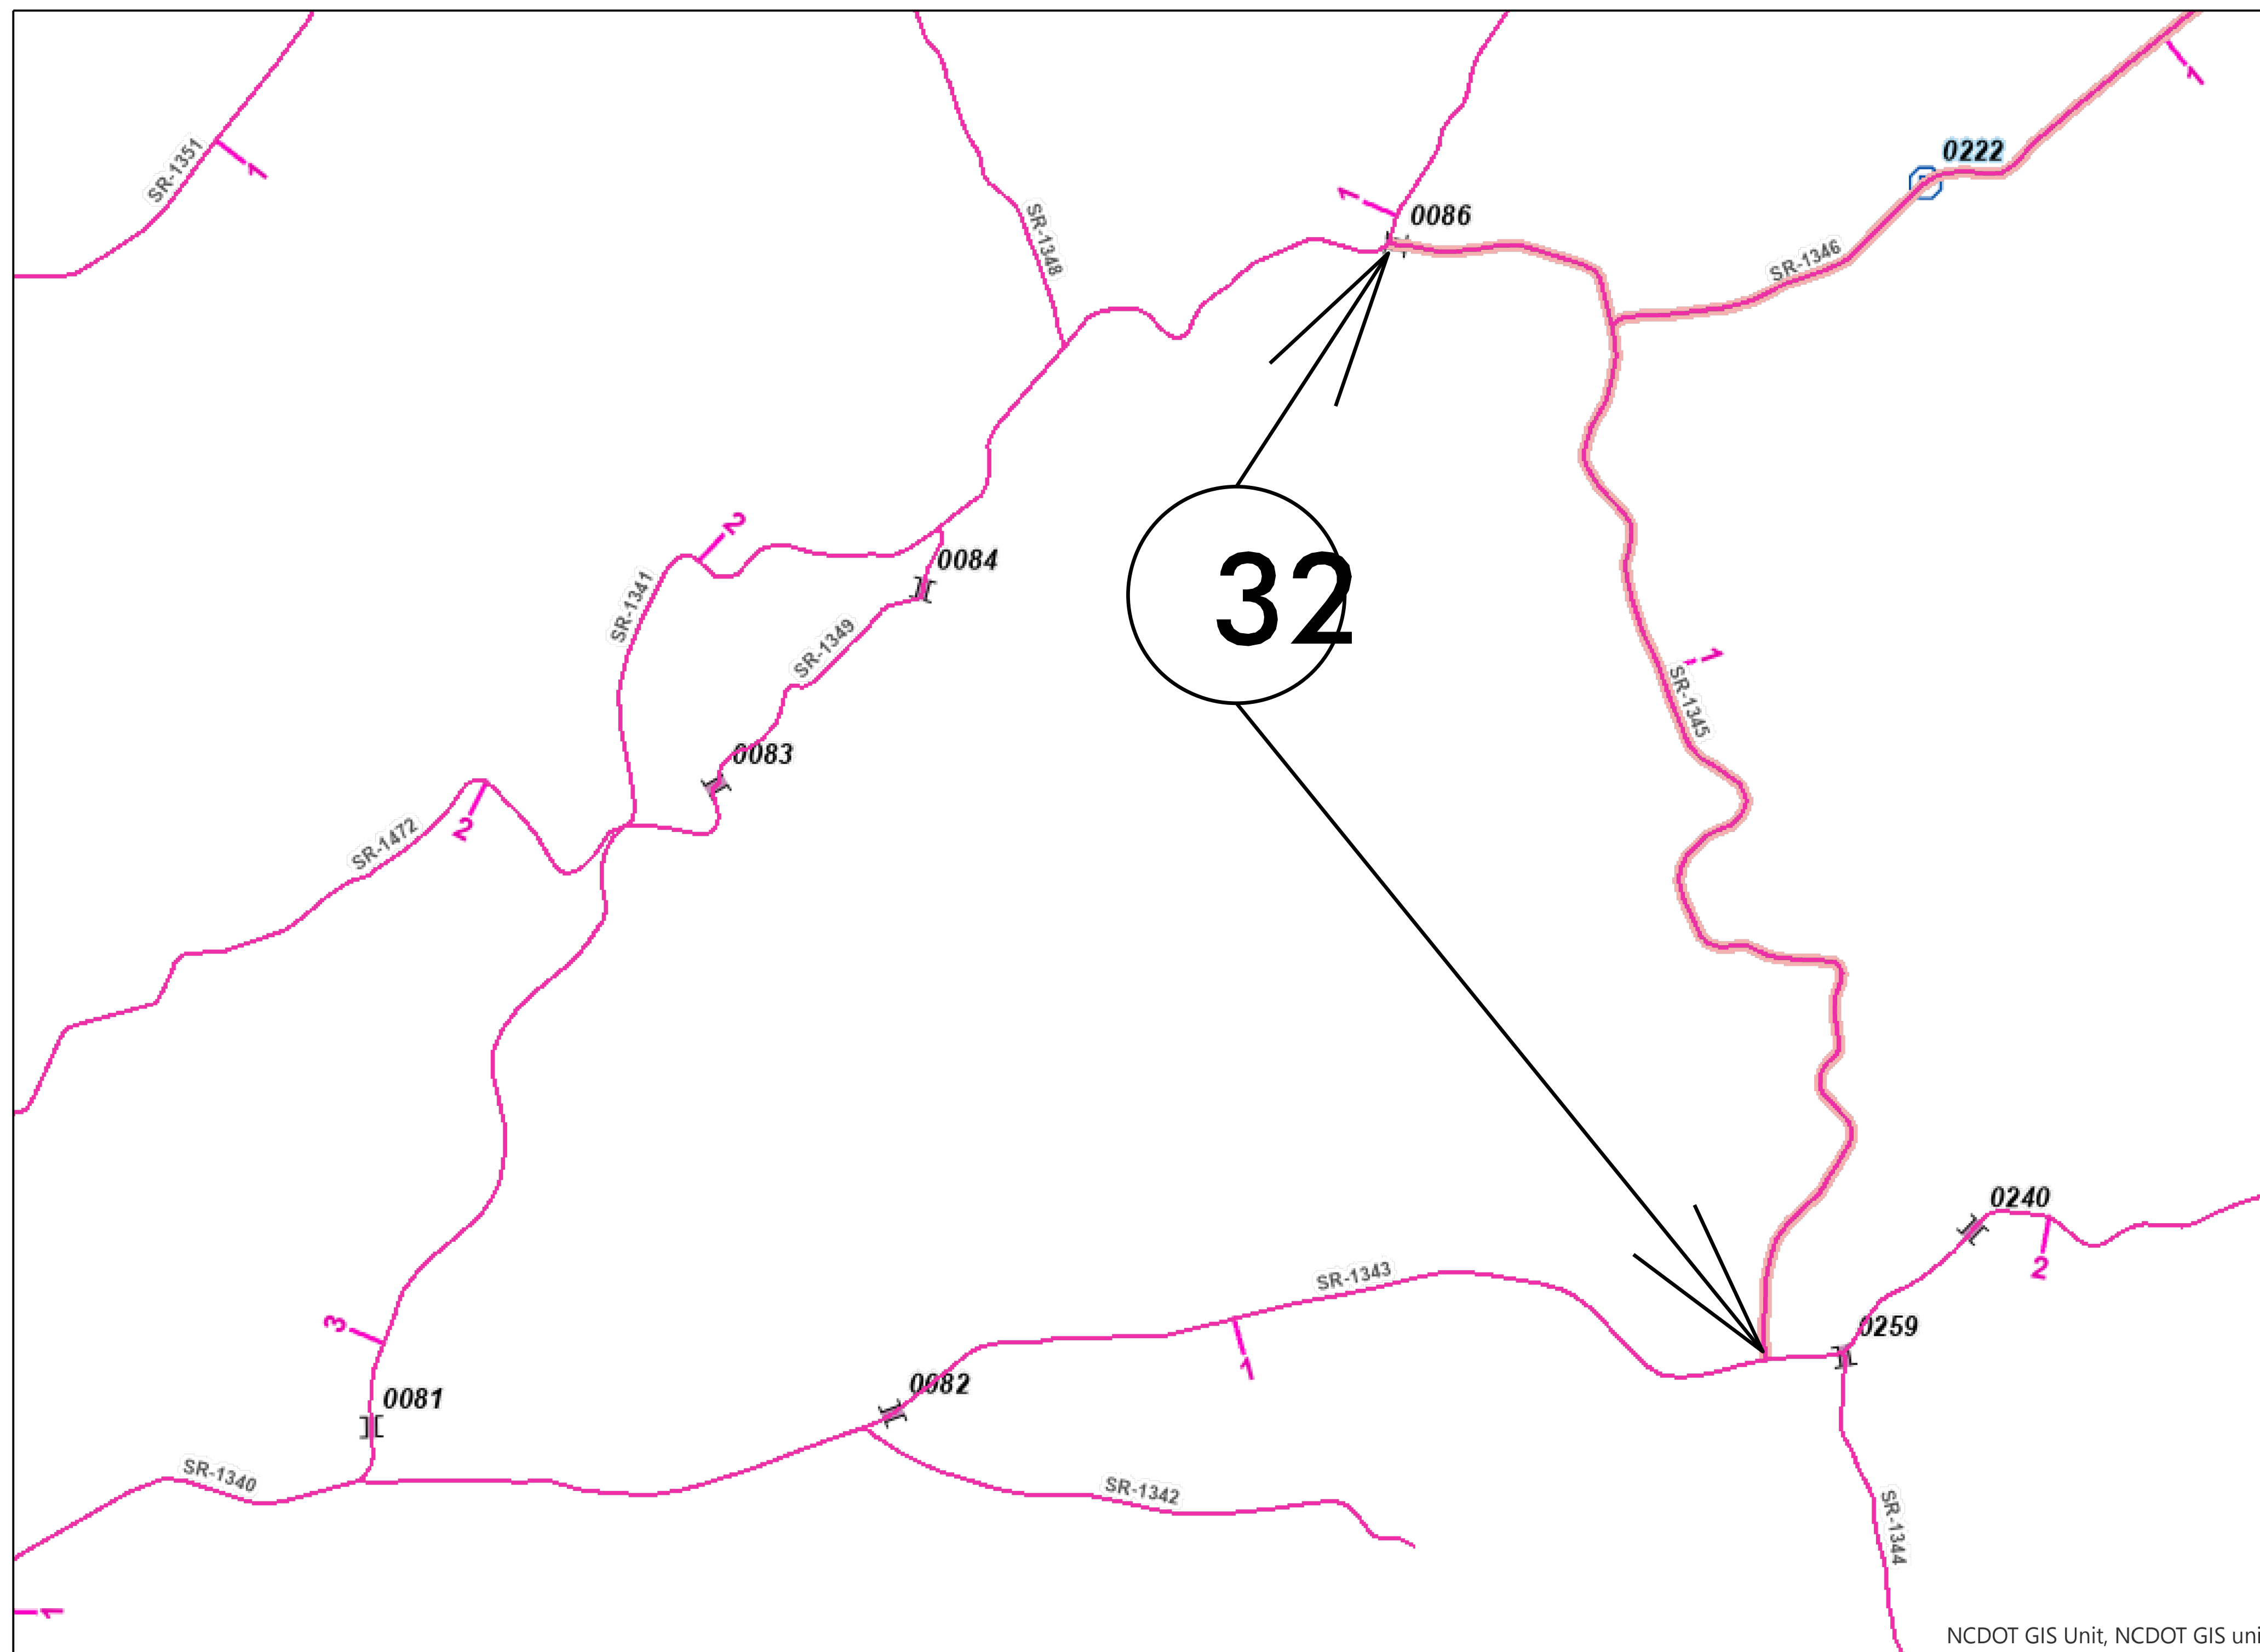 SR-1351
1
SR-1348
1
0086
0222
1
SR-1346
2
0084
SR-1341
SR-1349
32
1
SR-1345
0083
2
SR-1472
0240
2
SR-1343
0259
3
1
0082
0081
SR-1340
SR-1342
SR-1344
1
NCDOT GIS Unit, NCDOT GIS uni